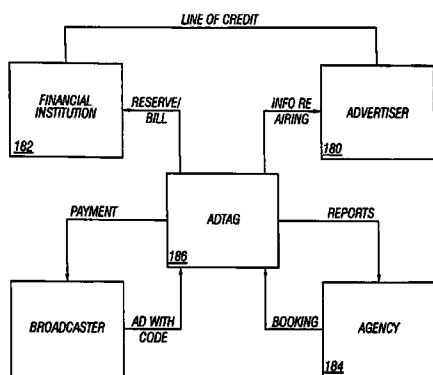 LINE OF CREDIT
FINANCIAL
INSTITUTION
182
RESERVE/
BILL
INFO RE
AIRING
ADVERTISER
180
ADTAG
186
PAYMENT
REPORTS
BROADCASTER
AD WITH
CODE
BOOKING
AGENCY
184